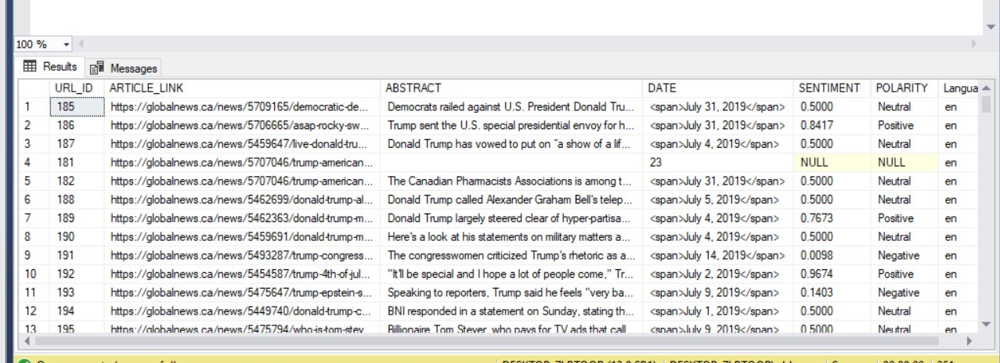 100 %
Results Messages
URL_ID ARTICLE_LINK ABSTRACT DATE SENTIMENT POLARITY Langua
1 185 https://globalnews.ca/news/5709165/democratic-de... Democrats railed against U.S. President Donald Tru... <span>July 31, 2019</span> 0.5000 Neutral en
2 186 https://globalnews.ca/news/5706665/asap-rocky-sw... Trump sent the U.S. special presidential envoy for h... <span>July 31, 2019</span> 0.8417 Positive en
3 187 https://globalnews.ca/news/5459647/live-donald-tru... Donald Trump has vowed to put on "a show of a lif... <span>July 4, 2019</span> 0.5000 Neutral en
4 181 https://globalnews.ca/news/5707046/trump-american... 23 NULL NULL en
5 182 https://globalnews.ca/news/5707046/trump-american... The Canadian Pharmacists Associations is among t... <span>July 31, 2019</span> 0.5000 Neutral en
6 188 https://globalnews.ca/news/5462699/donald-trump-al... Donald Trump called Alexander Graham Bell's telep... <span>July 5, 2019</span> 0.5000 Neutral en
7 189 https://globalnews.ca/news/5462363/donald-trump-m... Donald Trump largely steered clear of hyper-partisa... <span>July 4, 2019</span> 0.7673 Positive en
8 190 https://globalnews.ca/news/5459691/donald-trump-m... Here's a look at his statements on military matters a... <span>July 4, 2019</span> 0.5000 Neutral en
9 191 https://globalnews.ca/news/5493287/trump-congress... The congresswomen criticized Trump's rhetoric as a... <span>July 14, 2019</span> 0.0098 Negative en
10 192 https://globalnews.ca/news/5454587/trump-4th-of-jul... "It'll be special and I hope a lot of people come," Tr... <span>July 2, 2019</span> 0.9674 Positive en
11 193 https://globalnews.ca/news/5475647/trump-epstein-s... Speaking to reporters, Trump said he feels "very ba... <span>July 9, 2019</span> 0.1403 Negative en
12 194 https://globalnews.ca/news/5449740/donald-trump-c... BNI responded in a statement on Sunday, stating th... <span>July 1, 2019</span> 0.5000 Neutral en
13 195 https://globalnews.ca/news/5475794/who-is-tom-stey Billionaire Tom Steyer, who pays for TV ads that call <span>July 9, 2019</span> 0.5000 Neutral en